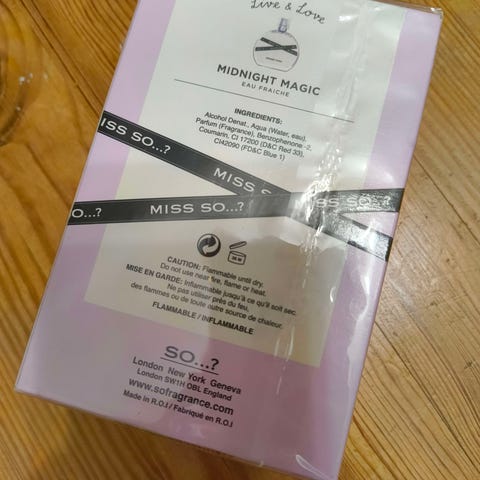 Live & Love
MIDNIGHT MAGIC
EAU FRAICHE
INGREDIENTS:
Alcohol Denat., Aqua (Water, eau),
Parfum (Fragrance), Benzophenone -2,
Coumarin, CI 17200 (D&C Red 33),
CI42090 (FD&C Blue 1)
MISS SO...?
MISS SO...?
SO...?
MISS SO...?
MISS SO...?
CAUTION: Flammable until dry.
Do not use near fire, flame or heat.
MISE EN GARDE: Inflammable jusqu'à ce qu'il soit sec.
Ne pas utiliser près du feu,
des flammes ou de toute autre source de chaleur.
FLAMMABLE / INFLAMMABLE
SO...?
London New York Geneva
London SW1H OBL England
www.sofragrance.com
Made in R.O.I / Fabriqué en R.O.I